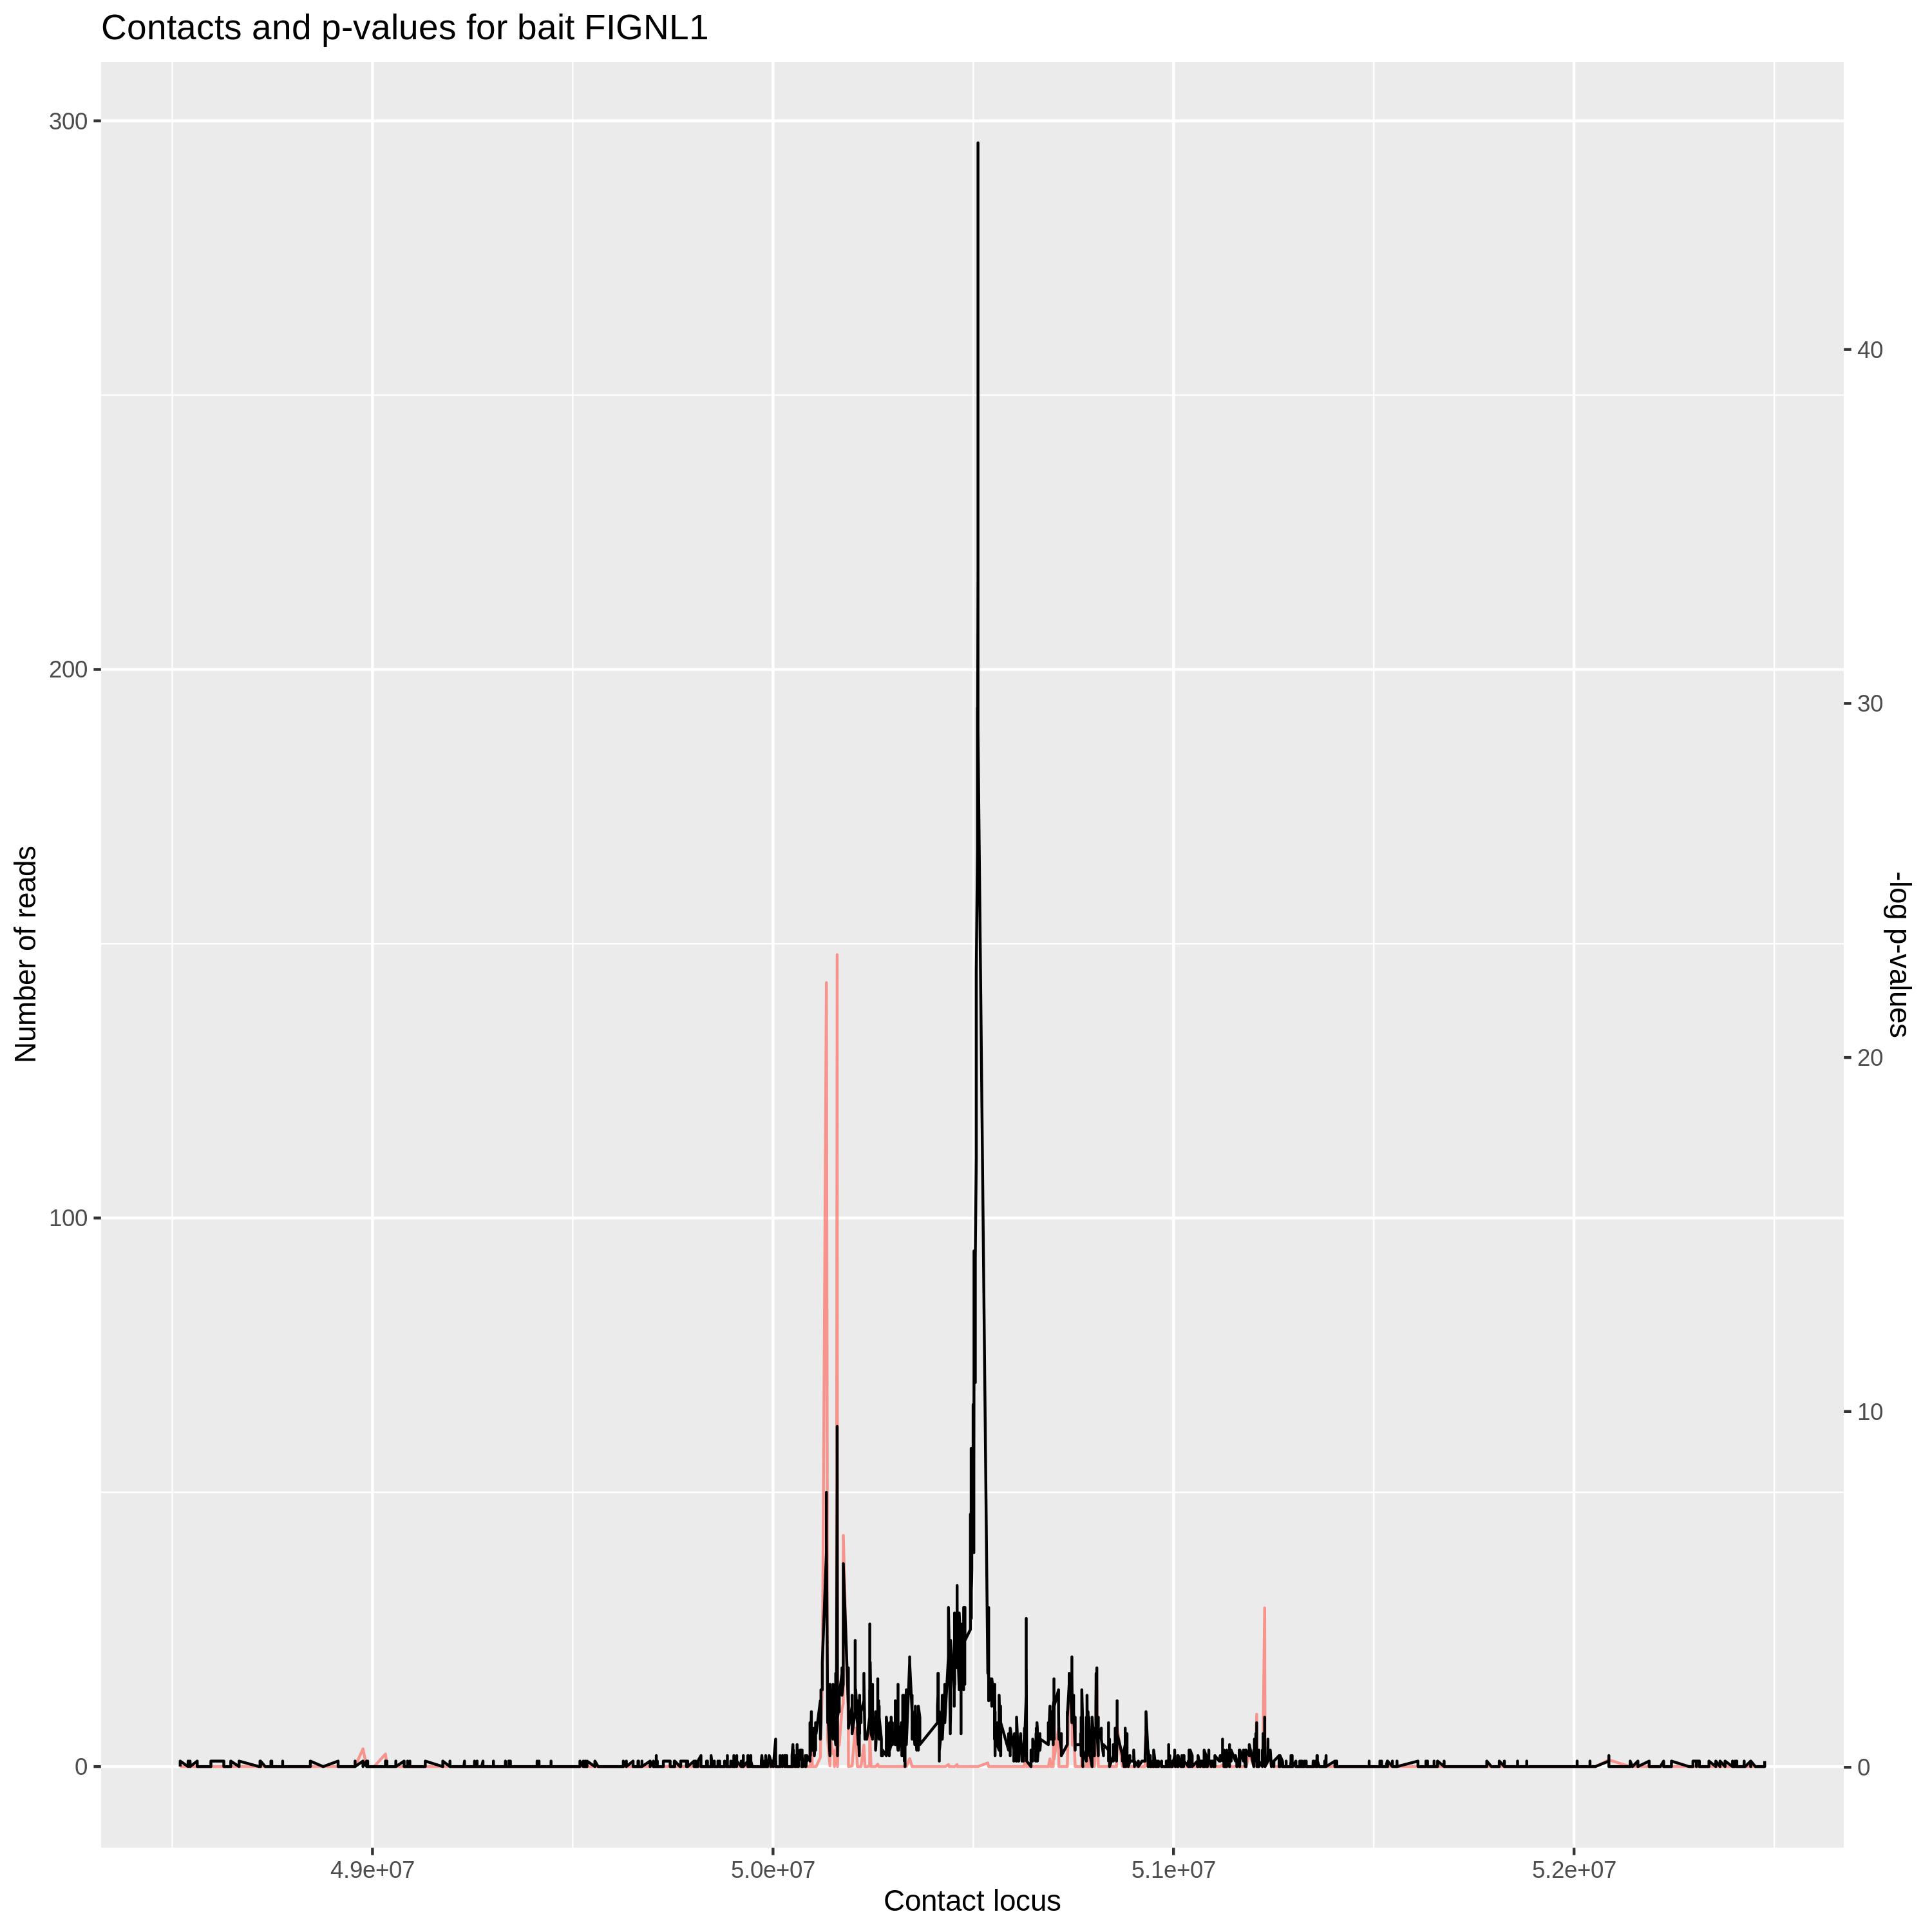 Contacts and p-values for bait FIGNL1
300
200
100
0
Number of reads
40
30
20
10
0
-log p-values
4.9e+07
5.0e+07
5.1e+07
5.2e+07
Contact locus